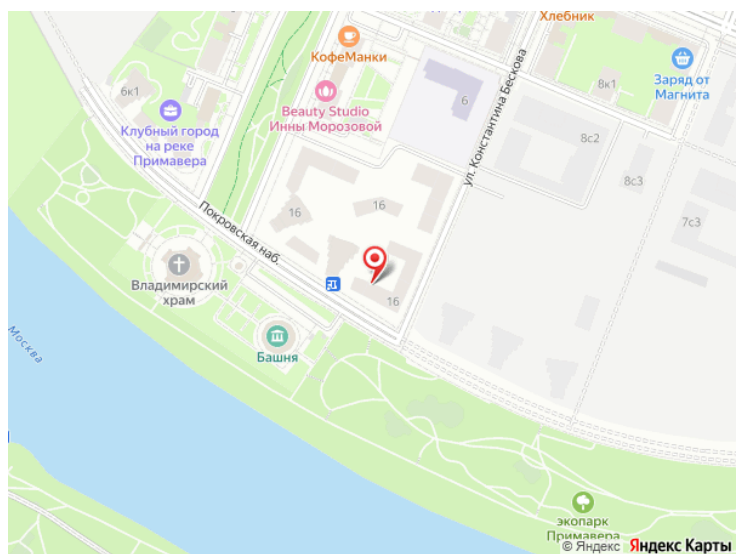 Хлебник
КофеМанки
Заряд от
Магнита
8к1
6к1
Beauty Studio
Инны Морозовой
6
Клубный город
на реке
Примавера
ул. Константина Бескова
8с2
8с3
16
16
7с3
Покровская наб.
Владимирский
храм
16
Башня
Москва
экопарк
Примавера
© Яндекс Яндекс Карты